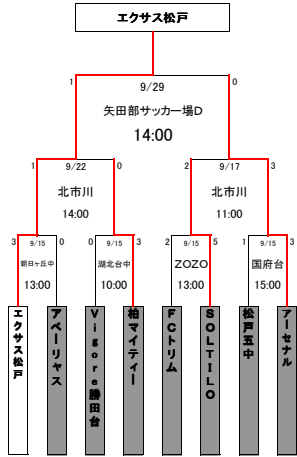 エクサス松戸
1 9/29 0
矢田部サッカー場D
14:00
1 9/22 0
北市川
14:00
1 9/17 3
北市川
11:00
3 9/15 0
朝日ヶ丘中
13:00
0 9/15 3
湖北台中
10:00
2 9/15 5
ZOZO
13:00
1 9/15 3
国府台
15:00
エクサス松戸
アベーリャス
Vigore勝田台
柏マイティー
FCトリム
SOLTILO
松戸五中
アーセナル